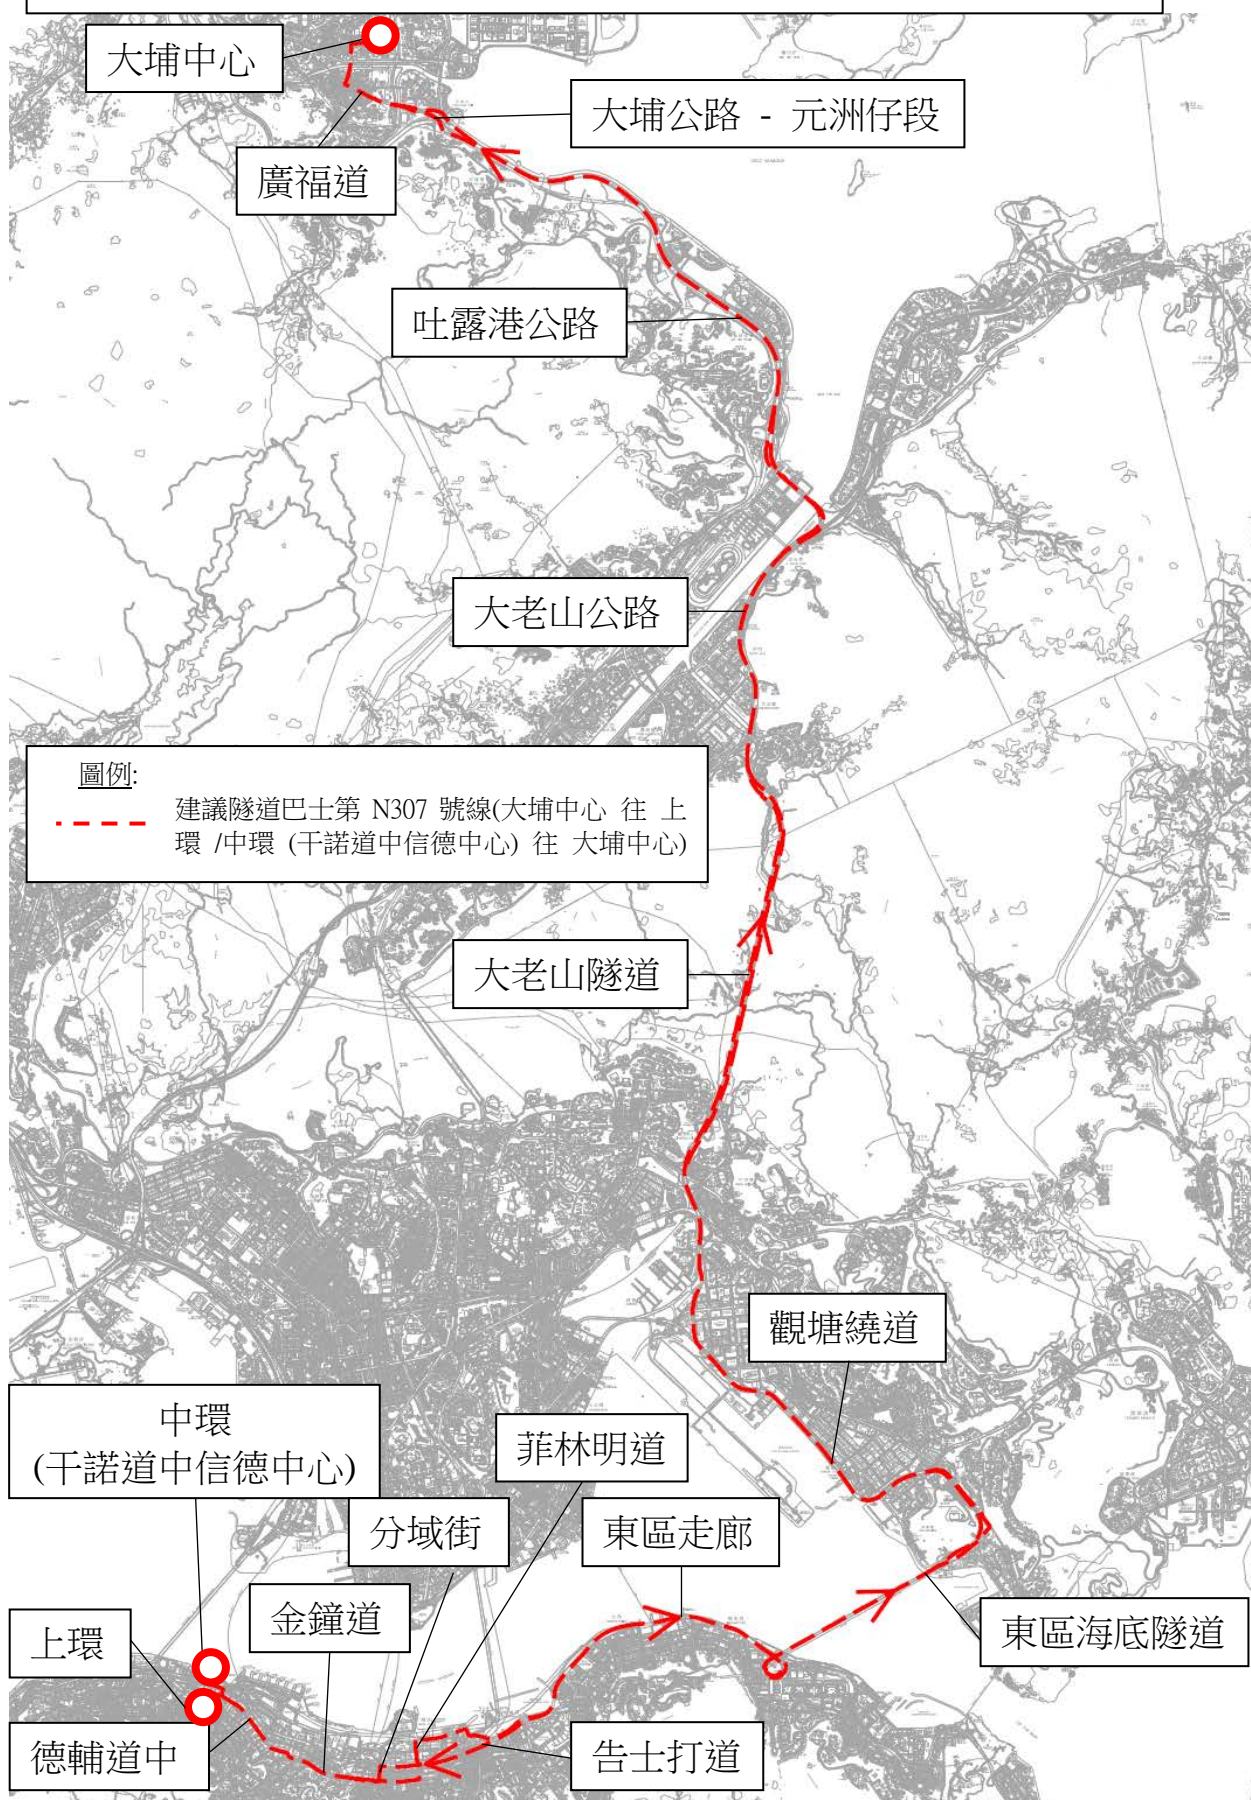 大埔中心
大埔公路 - 元洲仔段
廣福道
吐露港公路
大老山公路
圖例:
建議隧道巴士第 N307 號線(大埔中心 往 上
環 /中環 (干諾道中信德中心) 往 大埔中心)
大老山隧道
觀塘繞道
中環
(干諾道中信德中心)
菲林明道
分域街
東區走廊
金鐘道
上環
東區海底隧道
德輔道中
告士打道